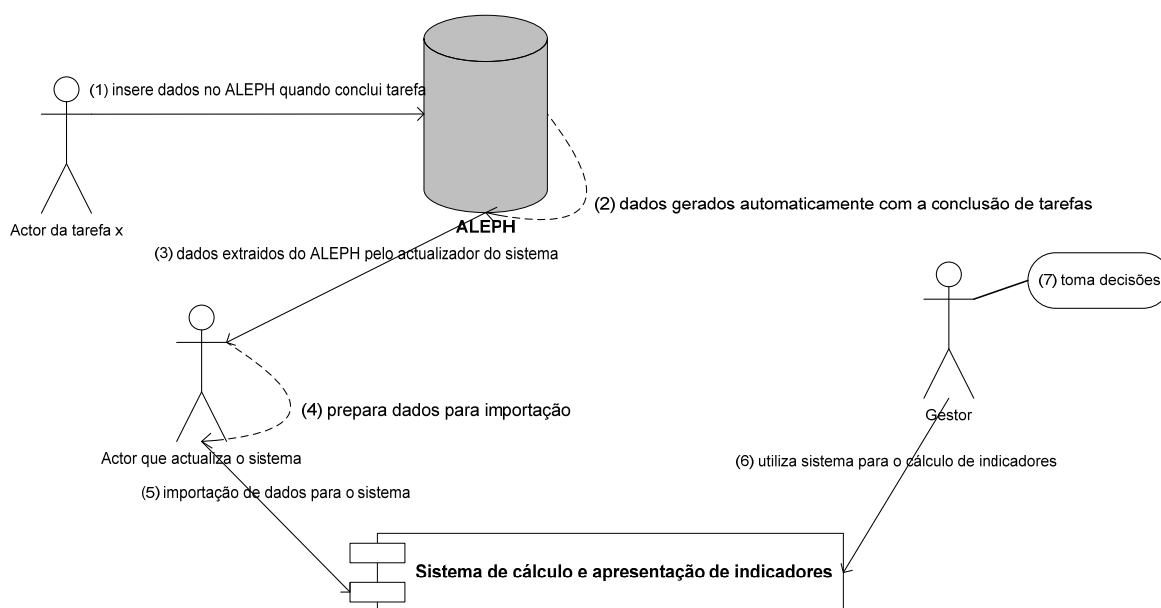 (1) insere dados no ALEPH quando conclui tarefa
Actor da tarefa x
(2) dados gerados automaticamente com a conclusão de tarefas
ALEPH
(3) dados extraidos do ALEPH pelo actualizador do sistema
(7) toma decisões
(4) prepara dados para importação
Gestor
Actor que actualiza o sistema
(6) utiliza sistema para o cálculo de indicadores
(5) importação de dados para o sistema
Sistema de cálculo e apresentação de indicadores